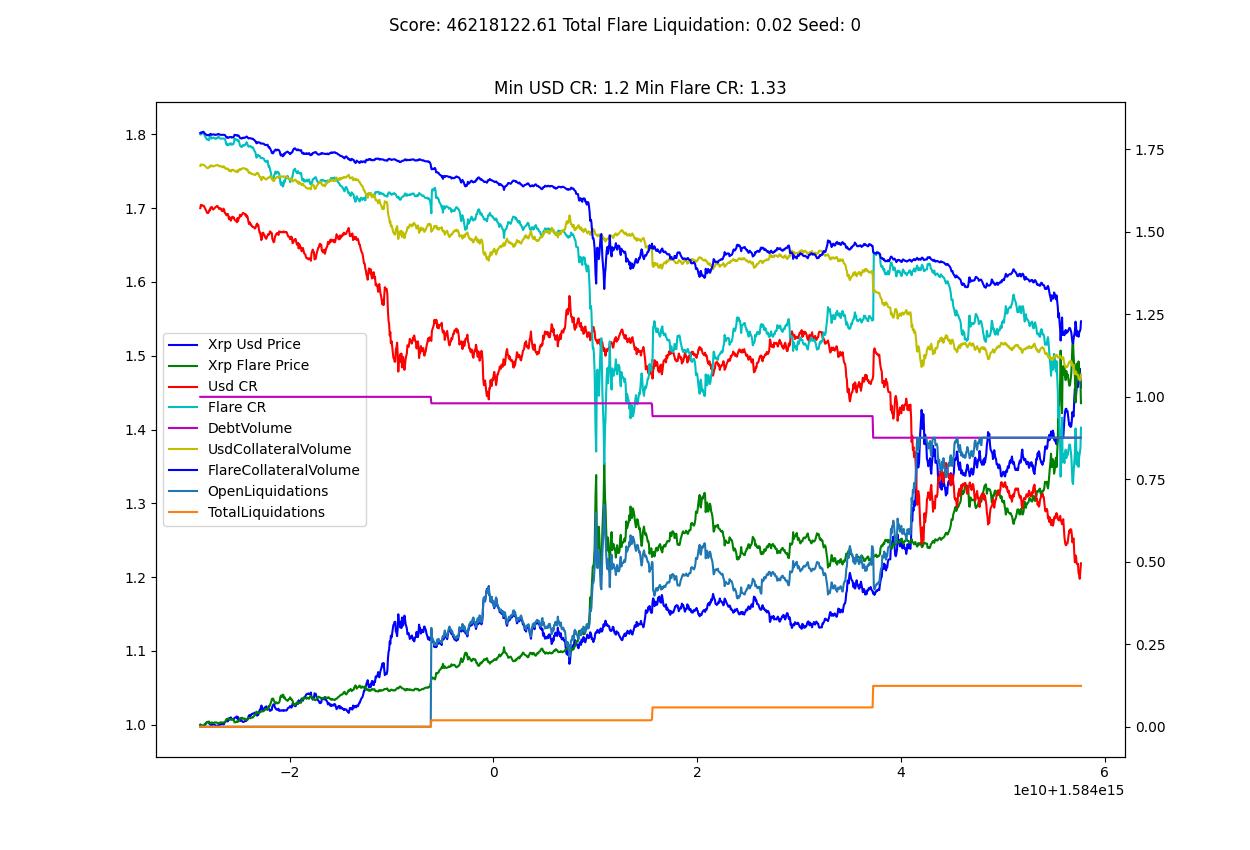 Score: 46218122.61 Total Flare Liquidation: 0.02 Seed: 0
Min USD CR: 1.2 Min Flare CR: 1.33
1.8
1.7
1.6
1.5
1.4
1.3
1.2
1.1
1.0
Xrp Usd Price
Xrp Flare Price
Usd CR
Flare CR
DebtVolume
UsdCollateralVolume
FlareCollateralVolume
OpenLiquidations
TotalLiquidations
1.75
1.50
1.25
1.00
0.75
0.50
0.25
0.00
−2 0 2 4 6
1e10+1.584e15